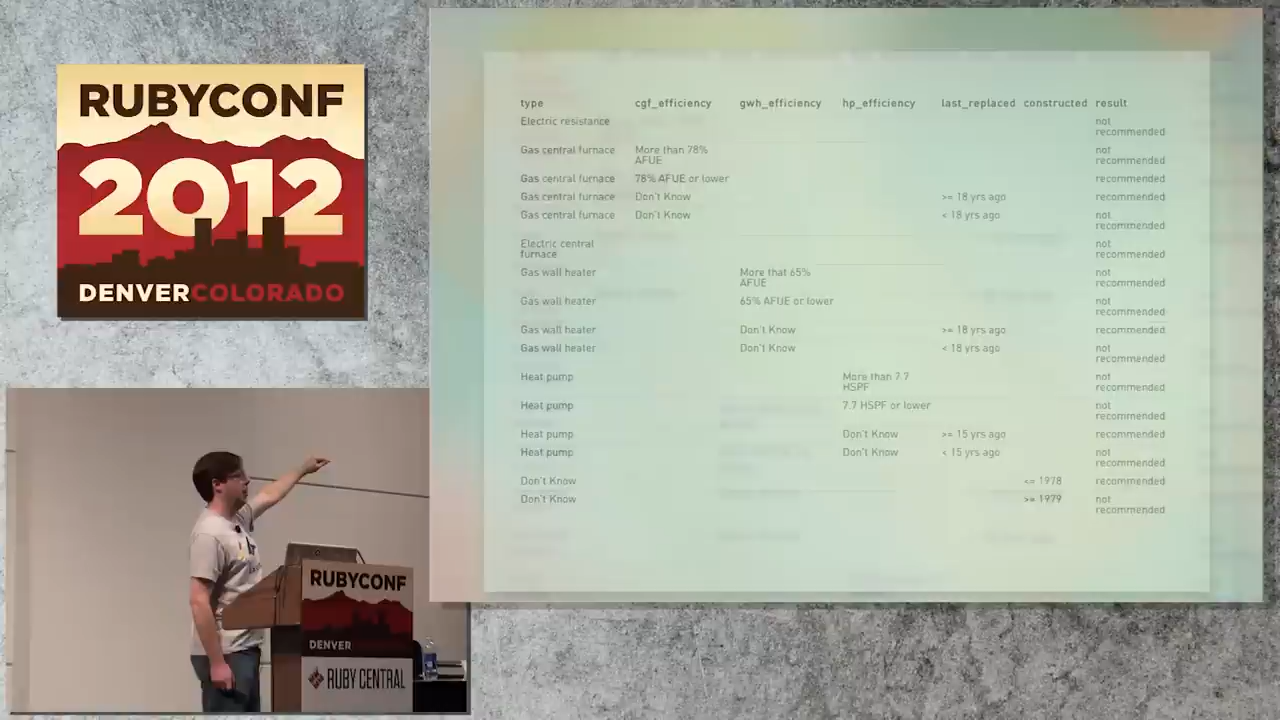 RUBYCONF
2012
DENVERCOLORADO
type cgf_efficiency gwh_efficiency hp_efficiency last_replaced constructed result
Electric resistance not
recommended
Gas central furnace More than 78% not
AFUE recommended
Gas central furnace 78% AFUE or lower recommended
Gas central furnace Don't Know >= 18 yrs ago recommended
Gas central furnace Don't Know < 18 yrs ago not
recommended
Electric central not
furnace recommended
Gas wall heater More that 65% not
AFUE recommended
Gas wall heater 65% AFUE or lower not
recommended
Gas wall heater Don't Know >= 18 yrs ago recommended
Gas wall heater Don't Know < 18 yrs ago not
recommended
Heat pump More than 7.7 not
HSPF recommended
Heat pump 7.7 HSPF or lower not
recommended
Heat pump Don't Know >= 15 yrs ago recommended
Heat pump Don't Know < 15 yrs ago not
recommended
Don't Know <= 1978 recommended
Don't Know >= 1979 not
recommended
RUBYCONF
DENVER
RUBY CENTRAL